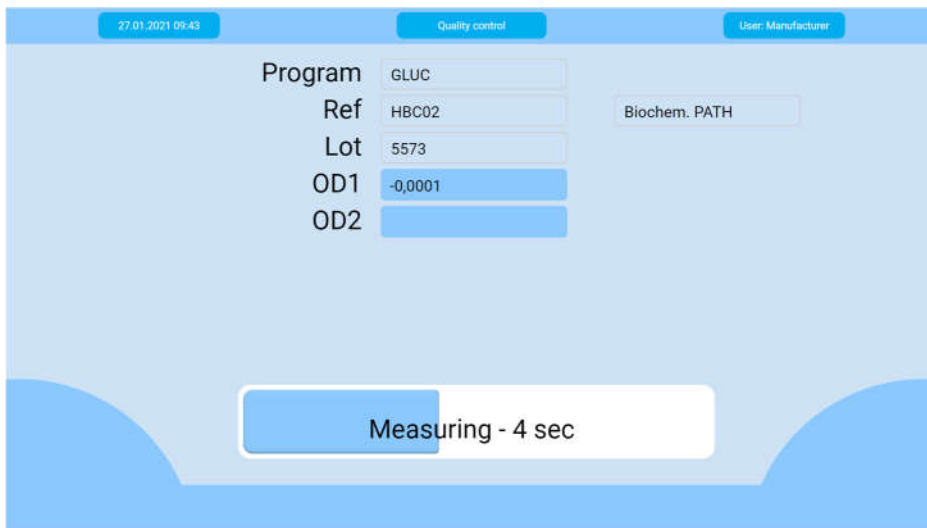 27.01.2021 09:43 Quality control User: Manufacturer
Program GLUC
Ref HBC02 Biochem. PATH
Lot 5573
OD1 -0,0001
OD2
Measuring - 4 sec